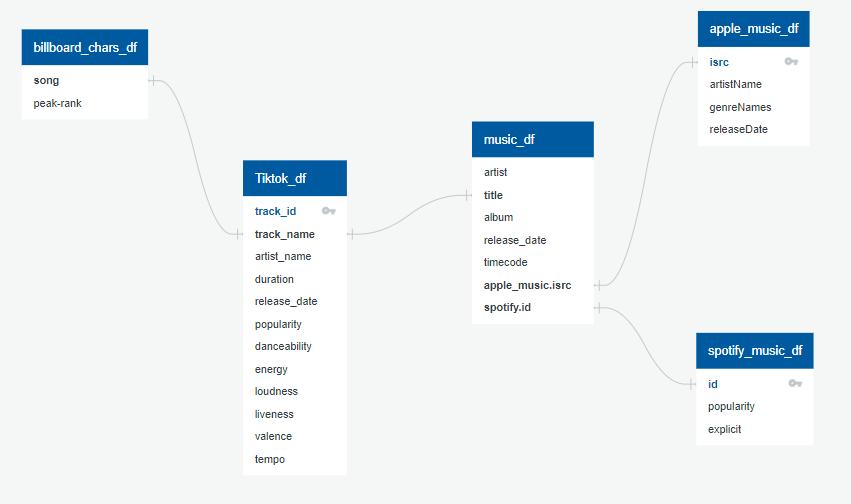 billboard_chars_df
song
peak-rank
Tiktok_df
track_id
track_name
artist_name
duration
release_date
popularity
danceability
energy
loudness
liveness
valence
tempo
music_df
artist
title
album
release_date
timecode
apple_music.isrc
spotify.id
apple_music_df
isrc
artistName
genreNames
releaseDate
spotify_music_df
id
popularity
explicit